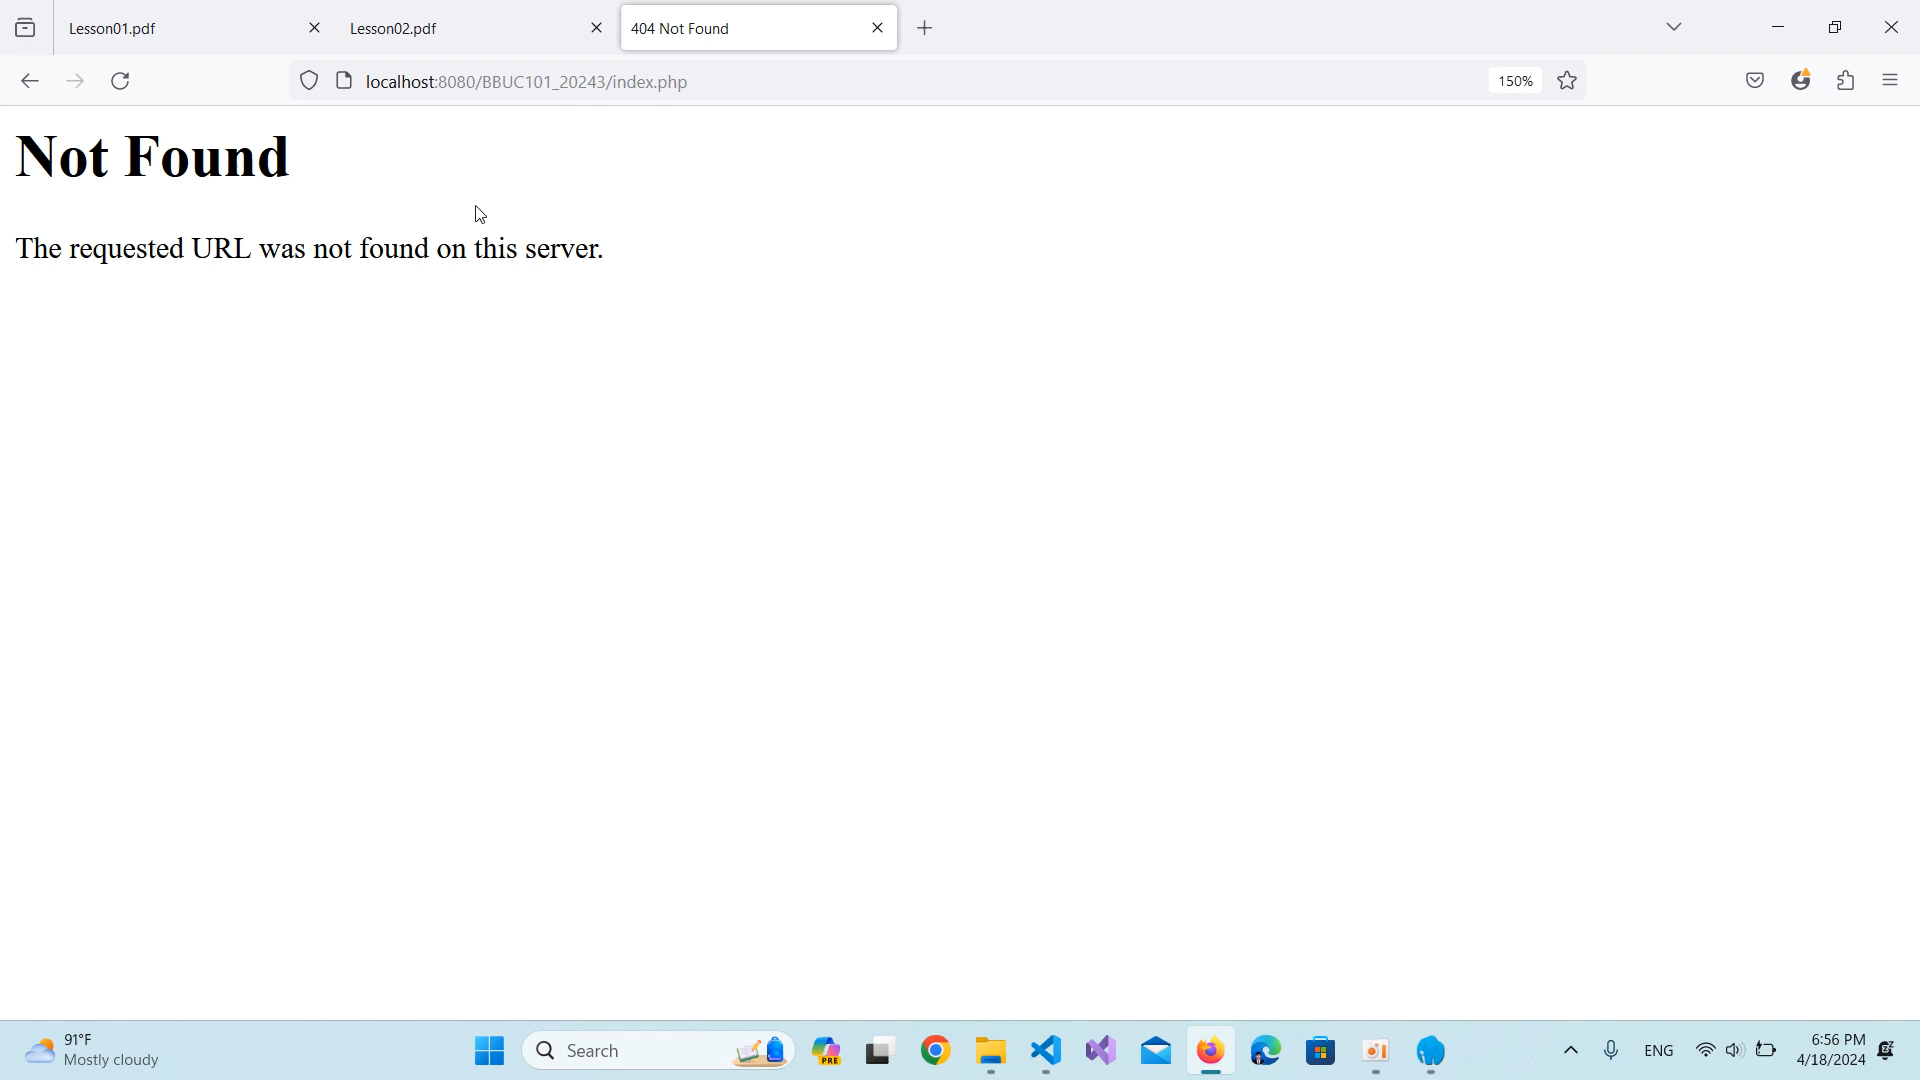 Lesson01.pdf
Lesson02.pdf
404 Not Found
localhost:8080/BBUC101_20243/index.php
150%
Not Found
The requested URL was not found on this server.
91°F
Mostly cloudy
Search
PRE
ENG
6:56 PM
4/18/2024